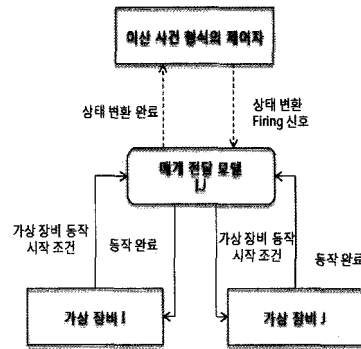 이산 사건 형식의 제어자
상태 변환 완료
상태 변환
Firing 신호
매개 전달 모델
I,J
가상 장비 동작
시작 조건
동작 완료
가상 장비 동작
시작 조건
동작 완료
가상 장비 I
가상 장비 J